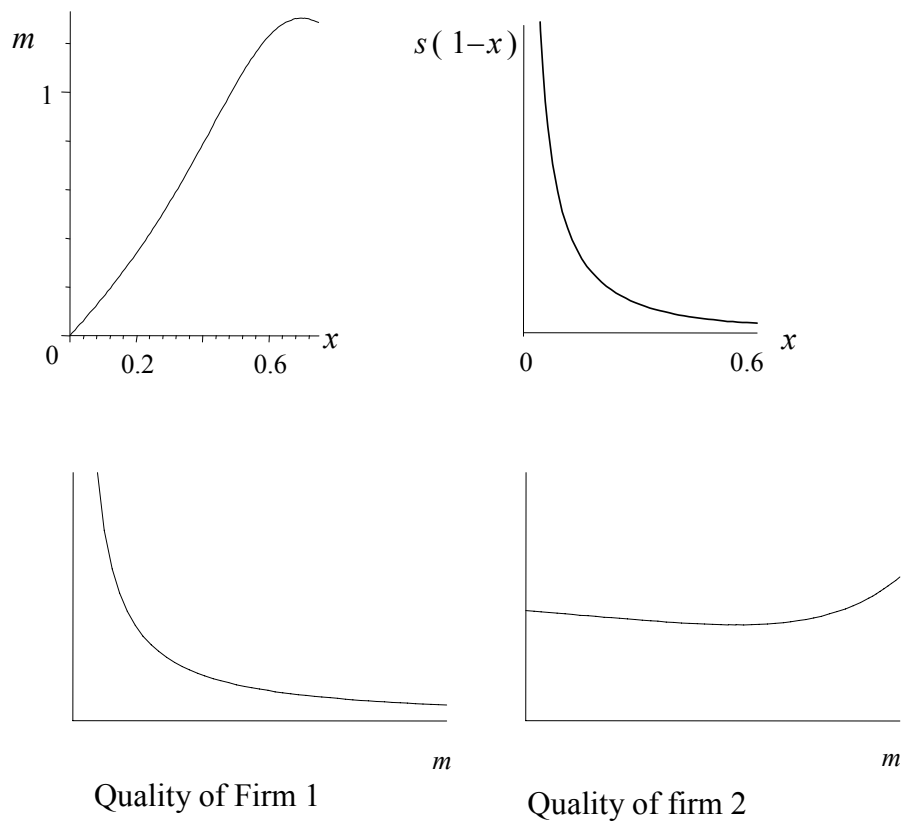 m
1
0
0.2
0.6
x
s(1−x)
0
0.6
x
m
Quality of Firm 1
m
Quality of firm 2